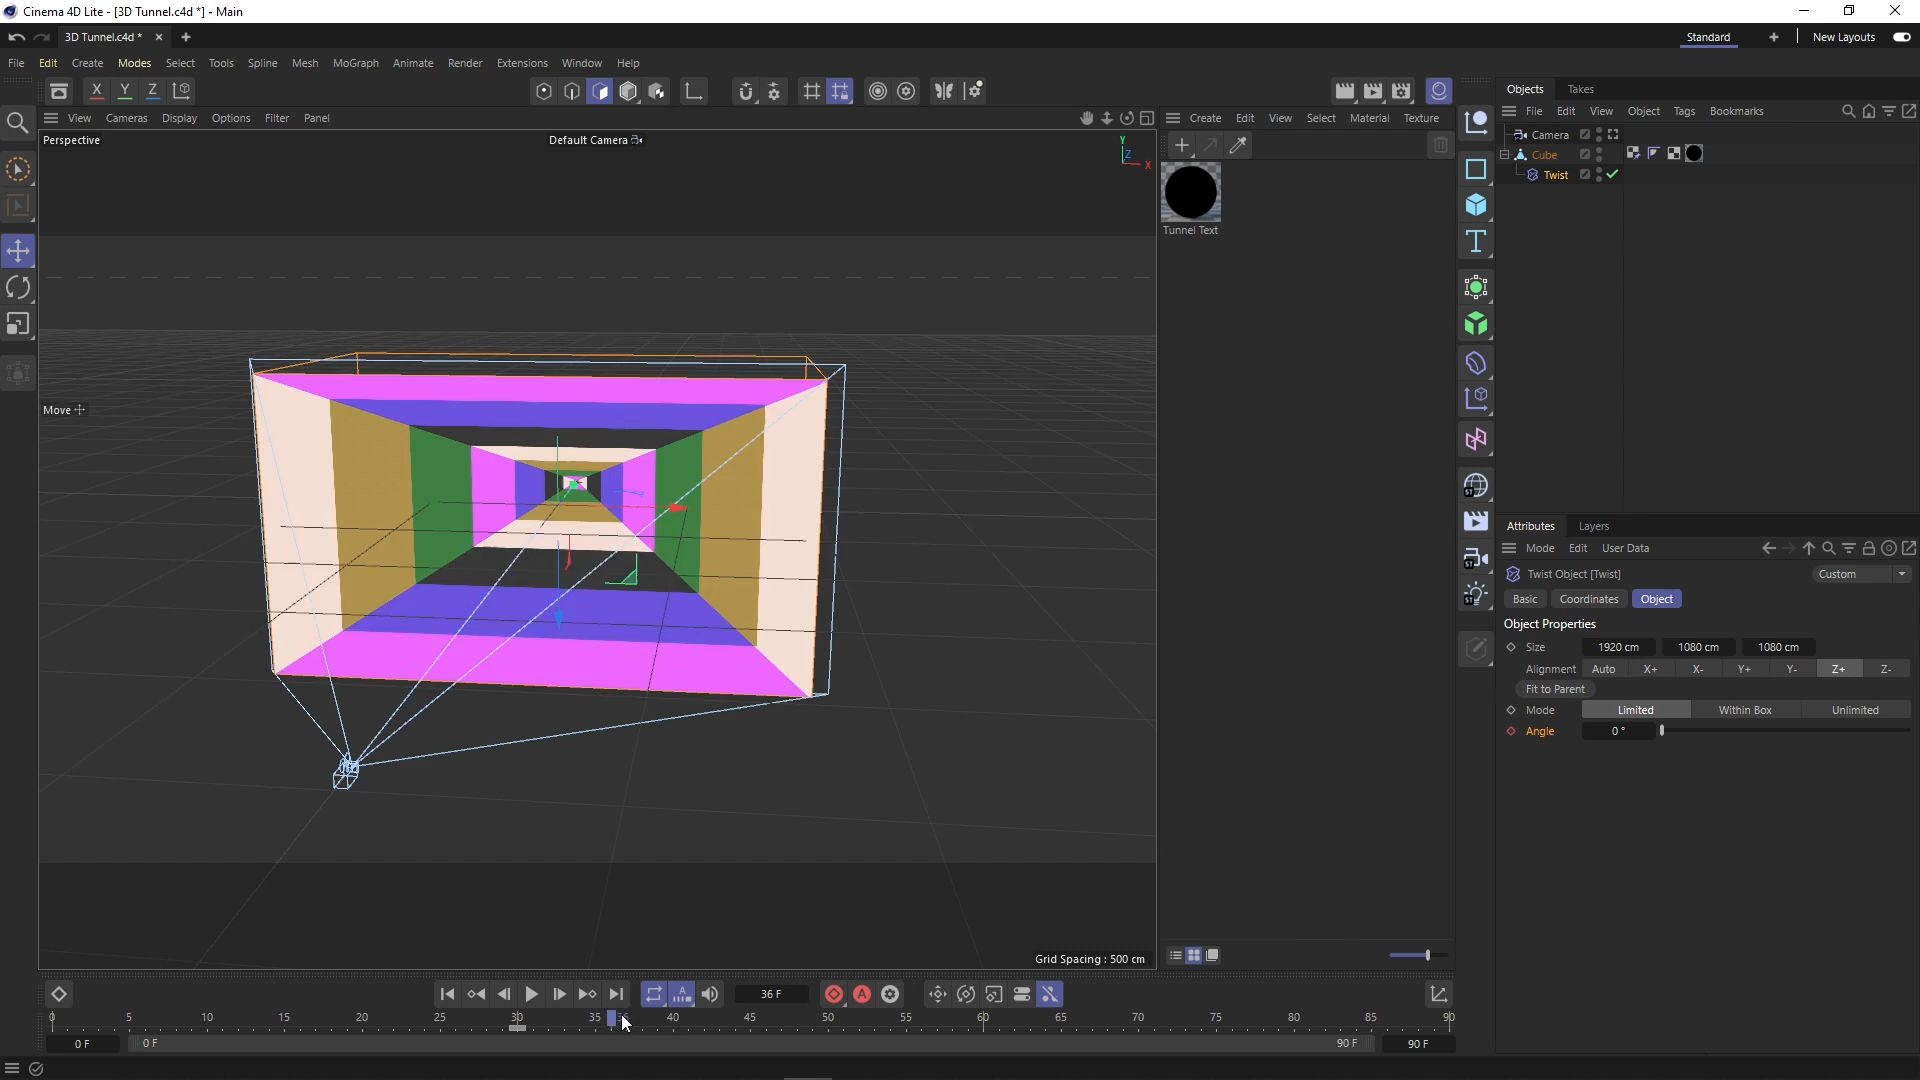 Cinema 4D Lite - [3D Tunnel.c4d *] - Main
3D Tunnel.c4d *
Standard
New Layouts
File Edit Create Modes Select Tools Spline Mesh MoGraph Animate Render Extensions Window Help
X Y Z
View Cameras Display Options Filter Panel
Perspective
Default Camera
Y
Z
X
Move
Grid Spacing : 500 cm
Create Edit View Select Material Texture
Tunnel Text
Objects Takes
File Edit View Object Tags Bookmarks
Camera
Cube
Twist
Attributes Layers
Mode Edit User Data
Twist Object [Twist]
Custom
Basic Coordinates Object
Object Properties
Size 1920 cm 1080 cm 1080 cm
Alignment Auto X+ X- Y+ Y- Z+ Z-
Fit to Parent
Mode Limited Within Box Unlimited
Angle 0 °
36 F
0 5 10 15 20 25 30 35 40 45 50 55 60 65 70 75 80 85 90
0 F 0 F 90 F 90 F